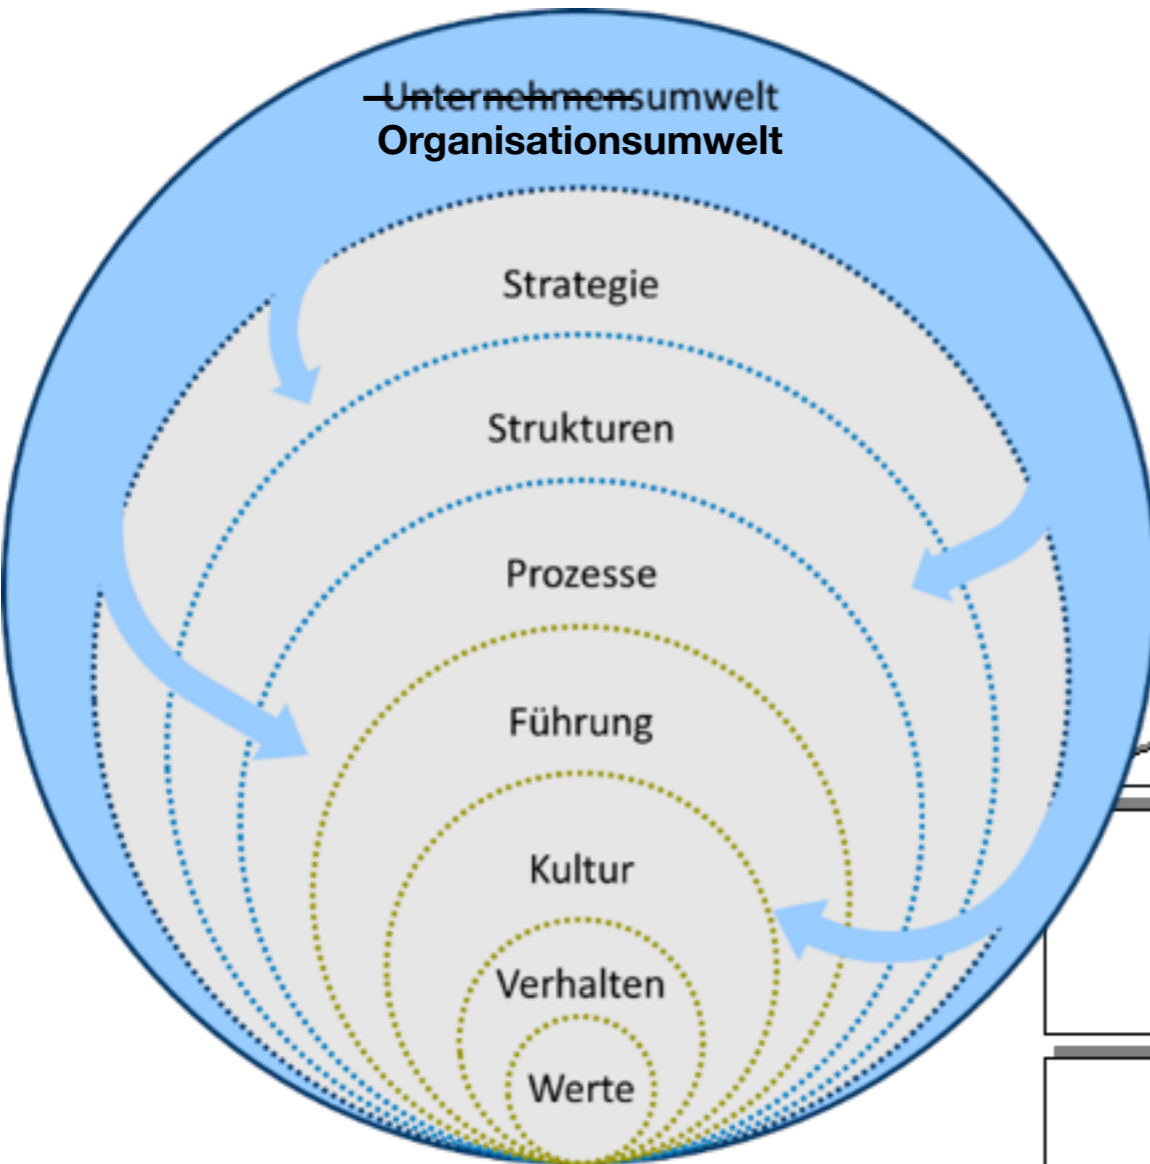 Unternehmensumwelt
Organisationsumwelt
Strategie
Strukturen
Prozesse
Führung
Kultur
Verhalten
Werte